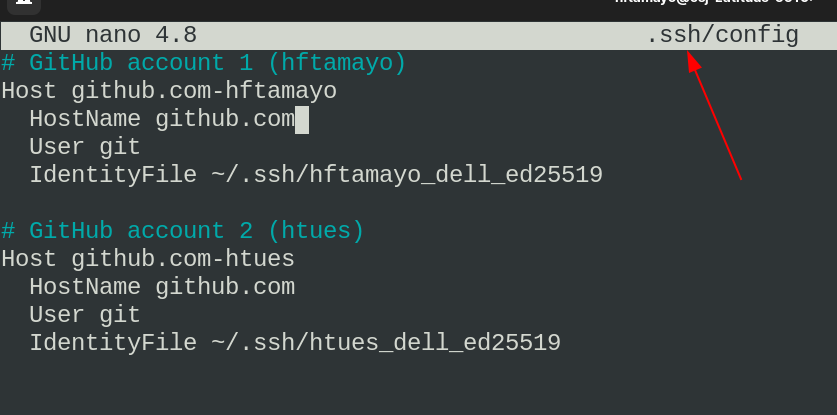 GNU nano 4.8 .ssh/config
# GitHub account 1 (hftamayo)
Host github.com-hftamayo
HostName github.com
User git
IdentityFile ~/.ssh/hftamayo_dell_ed25519
# GitHub account 2 (htues)
Host github.com-htues
HostName github.com
User git
IdentityFile ~/.ssh/htues_dell_ed25519